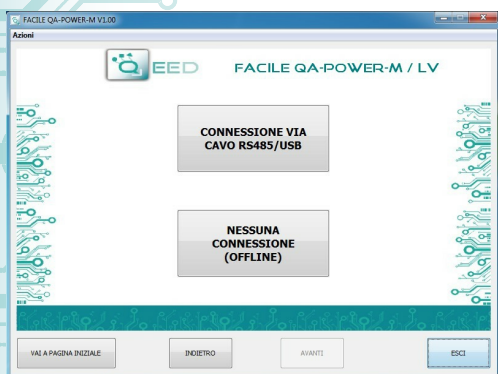 FACILE QA-POWER-M V1.00
Azioni
QEED
FACILE QA-POWER-M / LV
CONNESSIONE VIA
CAVO RS485/USB
NESSUNA
CONNESSIONE
(OFFLINE)
VAI A PAGINA INIZIALE
INDIETRO
AVANTI
ESCI